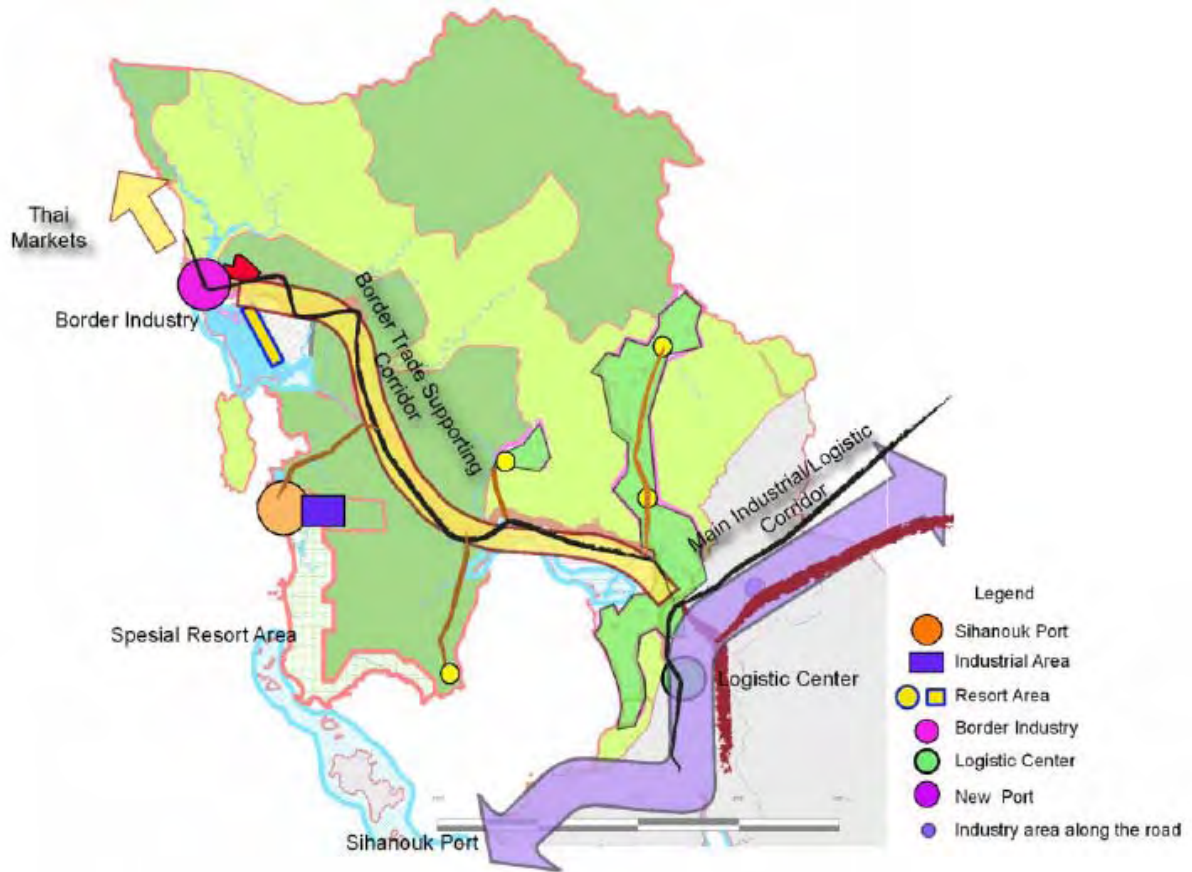 Thai
Markets
Border Industry
Border Trade Supporting
Corridor
Main Industrial/Logistic
Corridor
Spesial Resort Area
Logistic Center
Sihanouk Port
Legend
Sihanouk Port
Industrial Area
Resort Area
Border Industry
Logistic Center
New Port
Industry area along the road